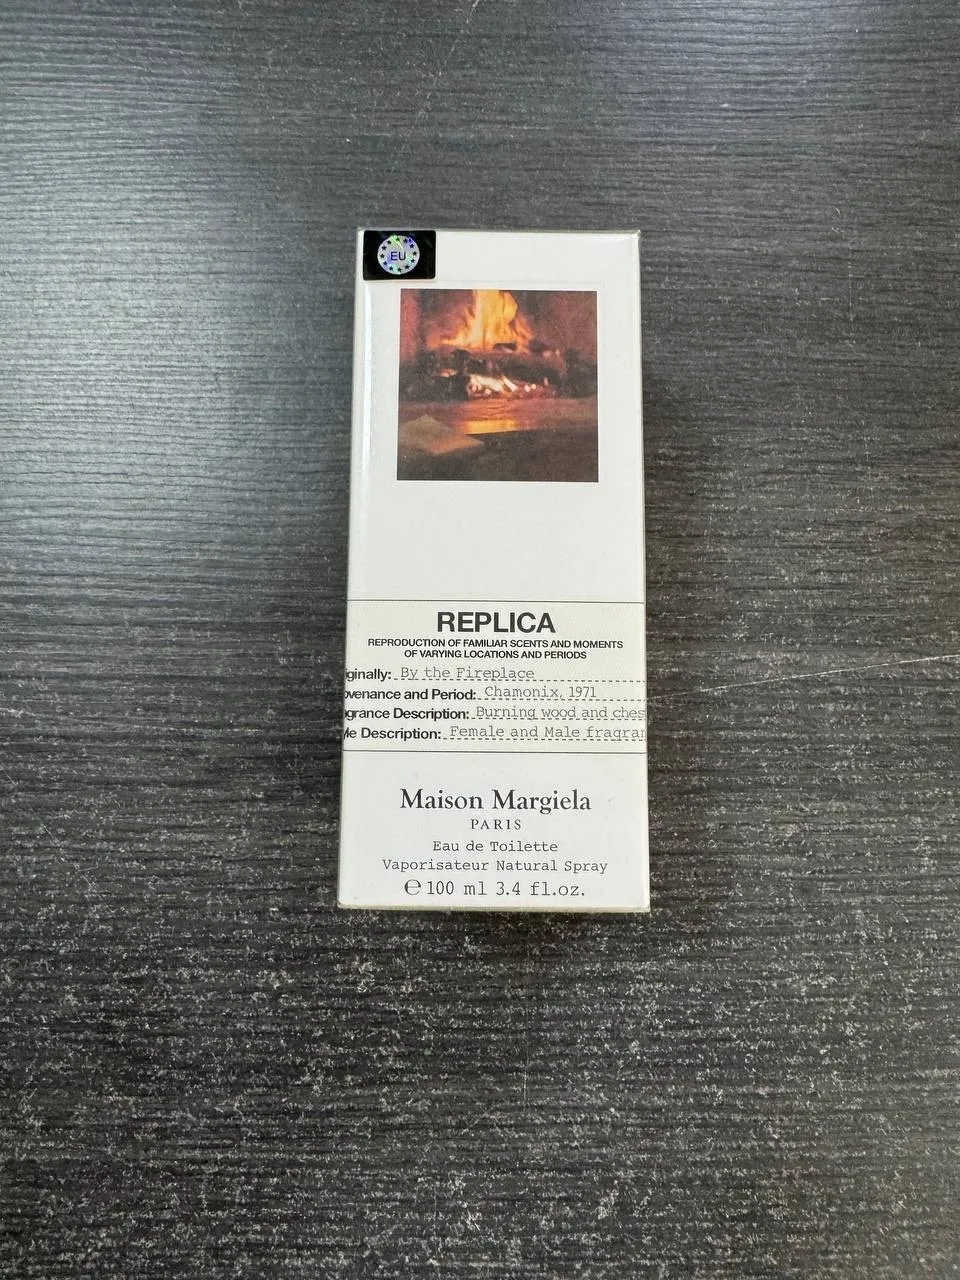 EU
REPLICA
REPRODUCTION OF FAMILIAR SCENTS AND MOMENTS
OF VARYING LOCATIONS AND PERIODS
iginally: By the Fireplace
ovenance and Period: Chamonix, 1971
agrance Description: Burning wood and ches
yle Description: Female and Male fragran
Maison Margiela
PARIS
Eau de Toilette
Vaporisateur Natural Spray
℮ 100 ml 3.4 fl.oz.